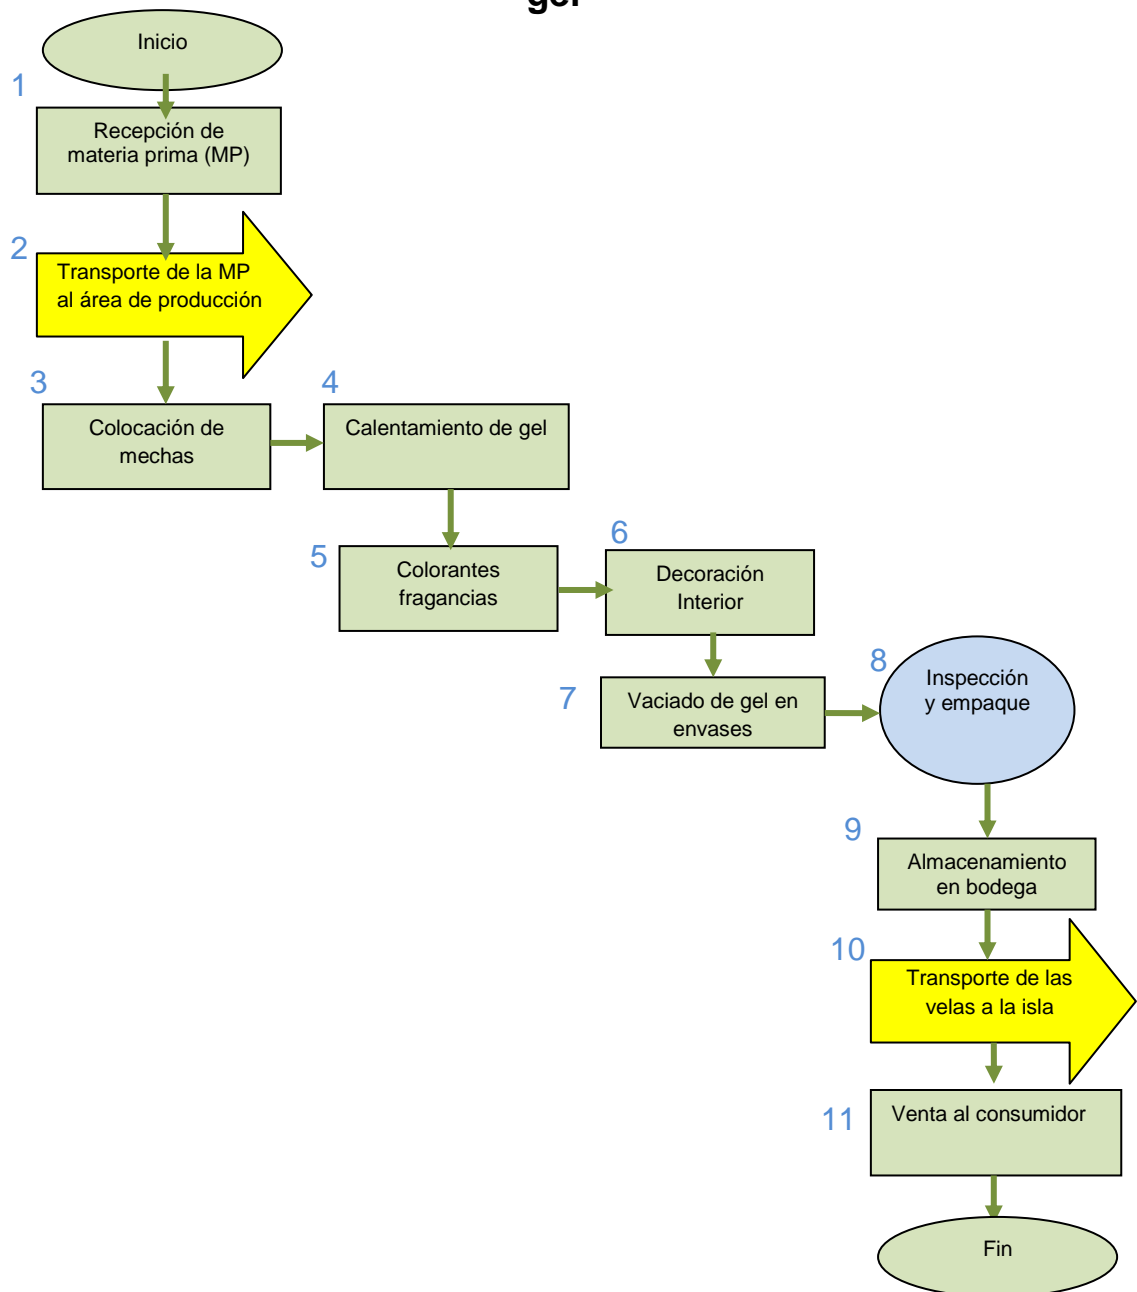 gel
Inicio
1
Recepción de
materia prima (MP)
2
Transporte de la MP
al área de producción
3
Colocación de
mechas
4
Calentamiento de gel
5
Colorantes
fragancias
6
Decoración
Interior
7
Vaciado de gel en
envases
8
Inspección
y empaque
9
Almacenamiento
en bodega
10
Transporte de las
velas a la isla
11
Venta al consumidor
Fin